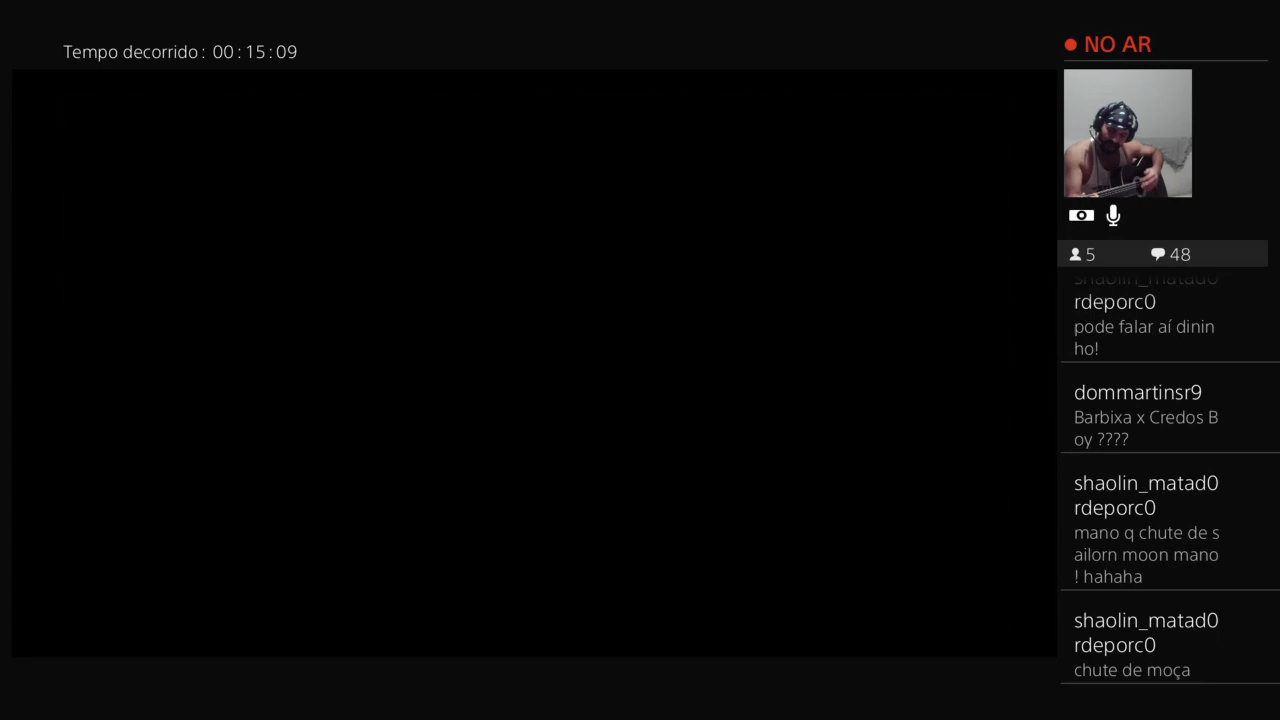 Tempo decorrido : 00 : 15 : 09
NO AR
5 48
shaolin_matad0
rdeporc0
pode falar aí dinin
ho!
dommartinsr9
Barbixa x Credos B
oy ????
shaolin_matad0
rdeporc0
mano q chute de s
ailorn moon mano
! hahaha
shaolin_matad0
rdeporc0
chute de moça